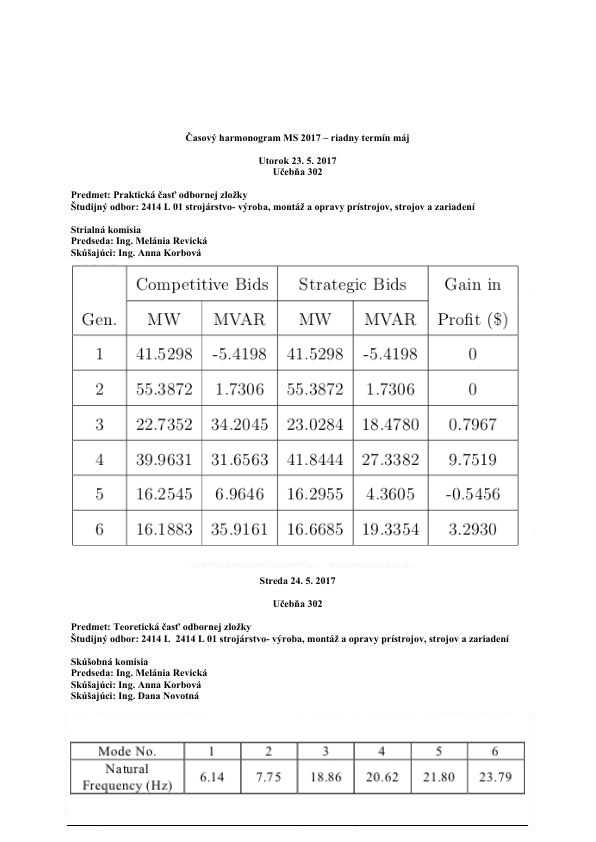 Časový harmonogram MS 2017 – riadny termín máj
Utorok 23. 5. 2017
Učebňa 302
Predmet: Praktická časť odbornej zložky
Študijný odbor: 2414 L 01 strojárstvo- výroba, montáž a opravy prístrojov, strojov a zariadení
Strialná komisia
Predseda: Ing. Melánia Revická
Skúšajúci: Ing. Anna Korbová
Competitive Bids Strategic Bids Gain in
Gen. MW MVAR MW MVAR Profit ($)
1 41.5298 -5.4198 41.5298 -5.4198 0
2 55.3872 1.7306 55.3872 1.7306 0
3 22.7352 34.2045 23.0284 18.4780 0.7967
4 39.9631 31.6563 41.8444 27.3382 9.7519
5 16.2545 6.9646 16.2955 4.3605 -0.5456
6 16.1883 35.9161 16.6685 19.3354 3.2930
Streda 24. 5. 2017
Učebňa 302
Predmet: Teoretická časť odbornej zložky
Študijný odbor: 2414 L 2414 L 01 strojárstvo- výroba, montáž a opravy prístrojov, strojov a zariadení
Skúšobná komisia
Predseda: Ing. Melánia Revická
Skúšajúci: Ing. Anna Korbová
Skúšajúci: Ing. Dana Novotná
Mode No. 1 2 3 4 5 6
Natural
Frequency (Hz) 6.14 7.75 18.86 20.62 21.80 23.79